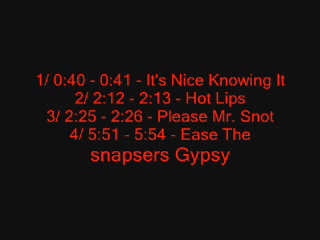 1/ 0:40 - 0:41 - It's Nice Knowing It
2/ 2:12 - 2:13 - Hot Lips
3/ 2:25 - 2:26 - Please Mr. Snot
4/ 5:51 - 5:54 - Ease The
snapsers Gypsy